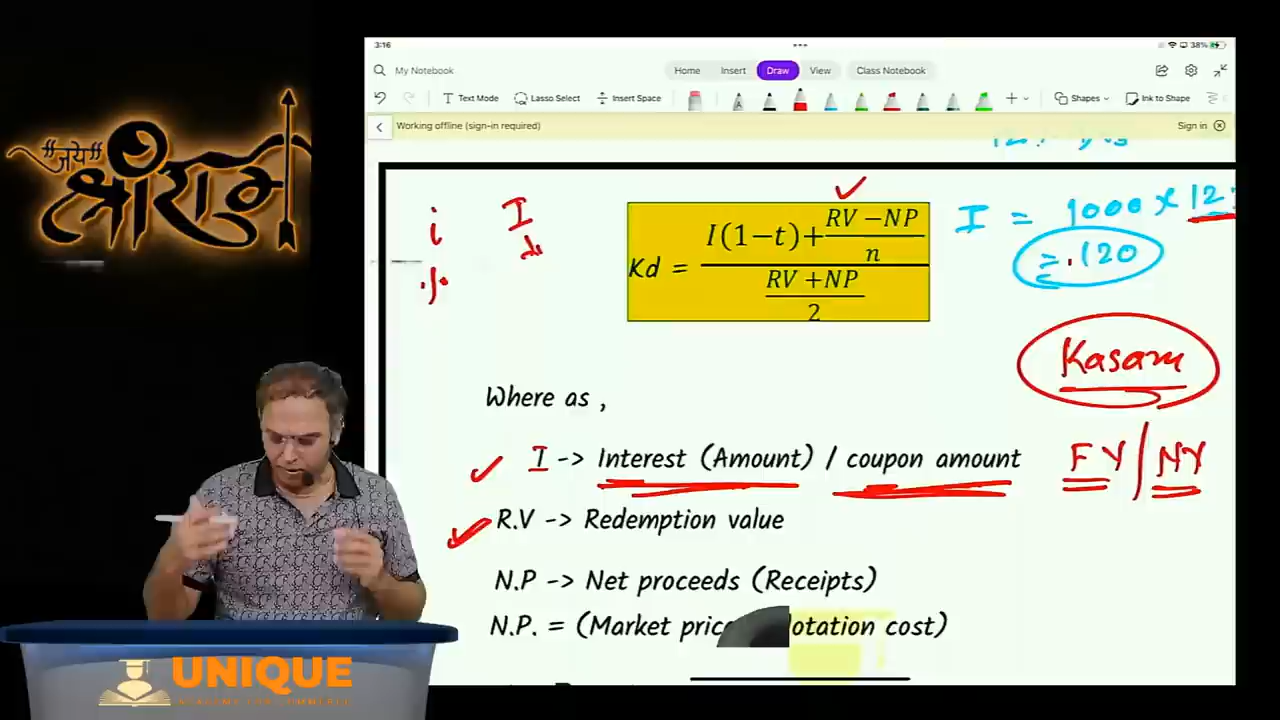 "जय"
श्रीराम
3:16
38%
My Notebook
Home Insert Draw View Class Notebook
Text Mode Lasso Select Insert Space Shapes Ink to Shape
Working offline (sign-in required) Sign in
i I
Kd = I(1−t)+ RV −NP / n
RV +NP / 2
I = 1000 × 12
= 120
Kasam
Where as ,
I -> Interest (Amount) / coupon amount
FY / NY
R.V -> Redemption value
N.P -> Net proceeds (Receipts)
N.P. = (Market pric lotation cost)
UNIQUE